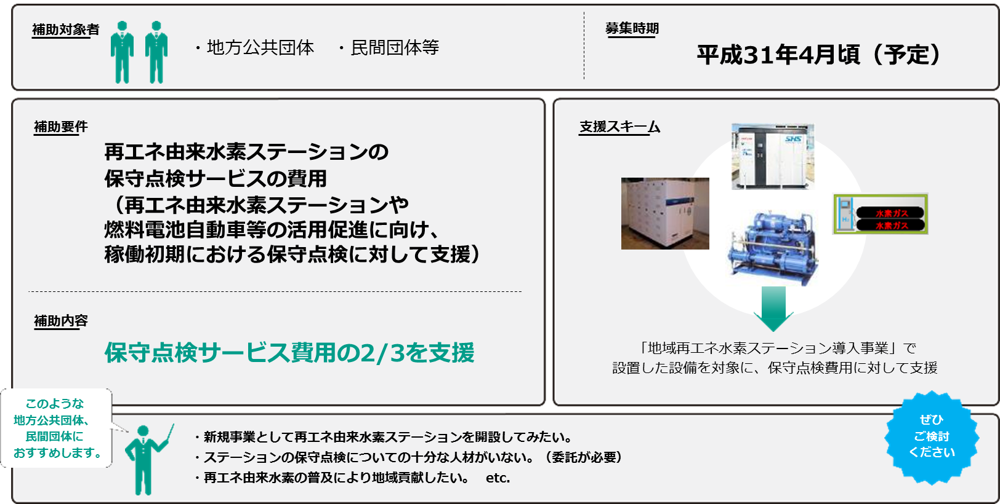 補助対象者
・地方公共団体　・民間団体等
募集時期
平成31年4月頃（予定）
補助要件
再エネ由来水素ステーションの
保守点検サービスの費用
（再エネ由来水素ステーションや
燃料電池自動車等の活用促進に向け、
稼働初期における保守点検に対して支援）
補助内容
保守点検サービス費用の2/3を支援
支援スキーム
SHS
H₂
水素ガス
水素ガス
「地域再エネ水素ステーション導入事業」で
設置した設備を対象に、保守点検費用に対して支援
このような
地方公共団体、
民間団体に
おすすめします。
・新規事業として再エネ由来水素ステーションを開設してみたい。
・ステーションの保守点検についての十分な人材がいない。（委託が必要）
・再エネ由来水素の普及により地域貢献したい。　etc.
ぜひ
ご検討
ください